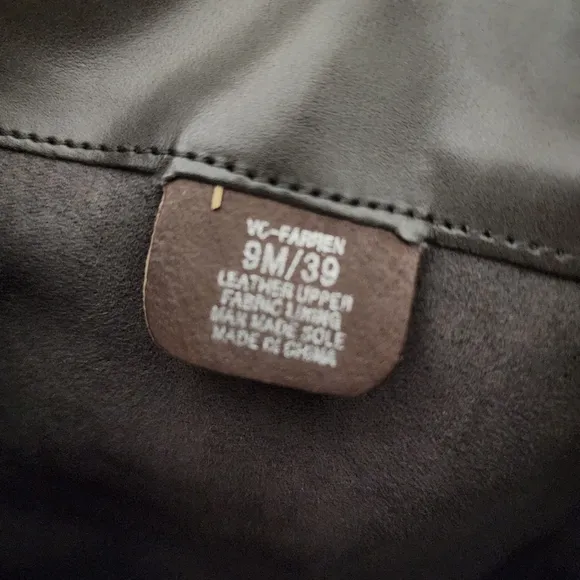 VC-FARREN
9M/39
LEATHER UPPER
FABRIC LINING
MAN MADE SOLE
MADE IN CHINA